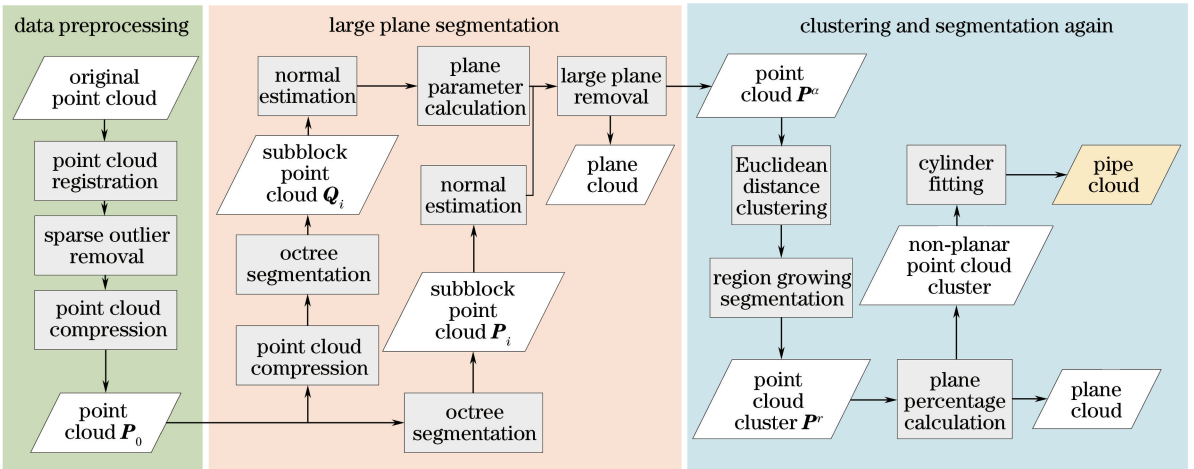 data preprocessing
original
point cloud
point cloud
registration
sparse outlier
removal
point cloud
compression
point
cloud P₀
large plane segmentation
normal
estimation
plane
parameter
calculation
large plane
removal
subblock
point
cloud Qᵢ
plane
cloud
normal
estimation
octree
segmentation
subblock
point
cloud Pᵢ
point cloud
compression
octree
segmentation
clustering and segmentation again
point
cloud Pᵅ
Euclidean
distance
clustering
cylinder
fitting
pipe
cloud
region growing
segmentation
non-planar
point cloud
cluster
point
cloud
cluster Pʳ
plane
percentage
calculation
plane
cloud